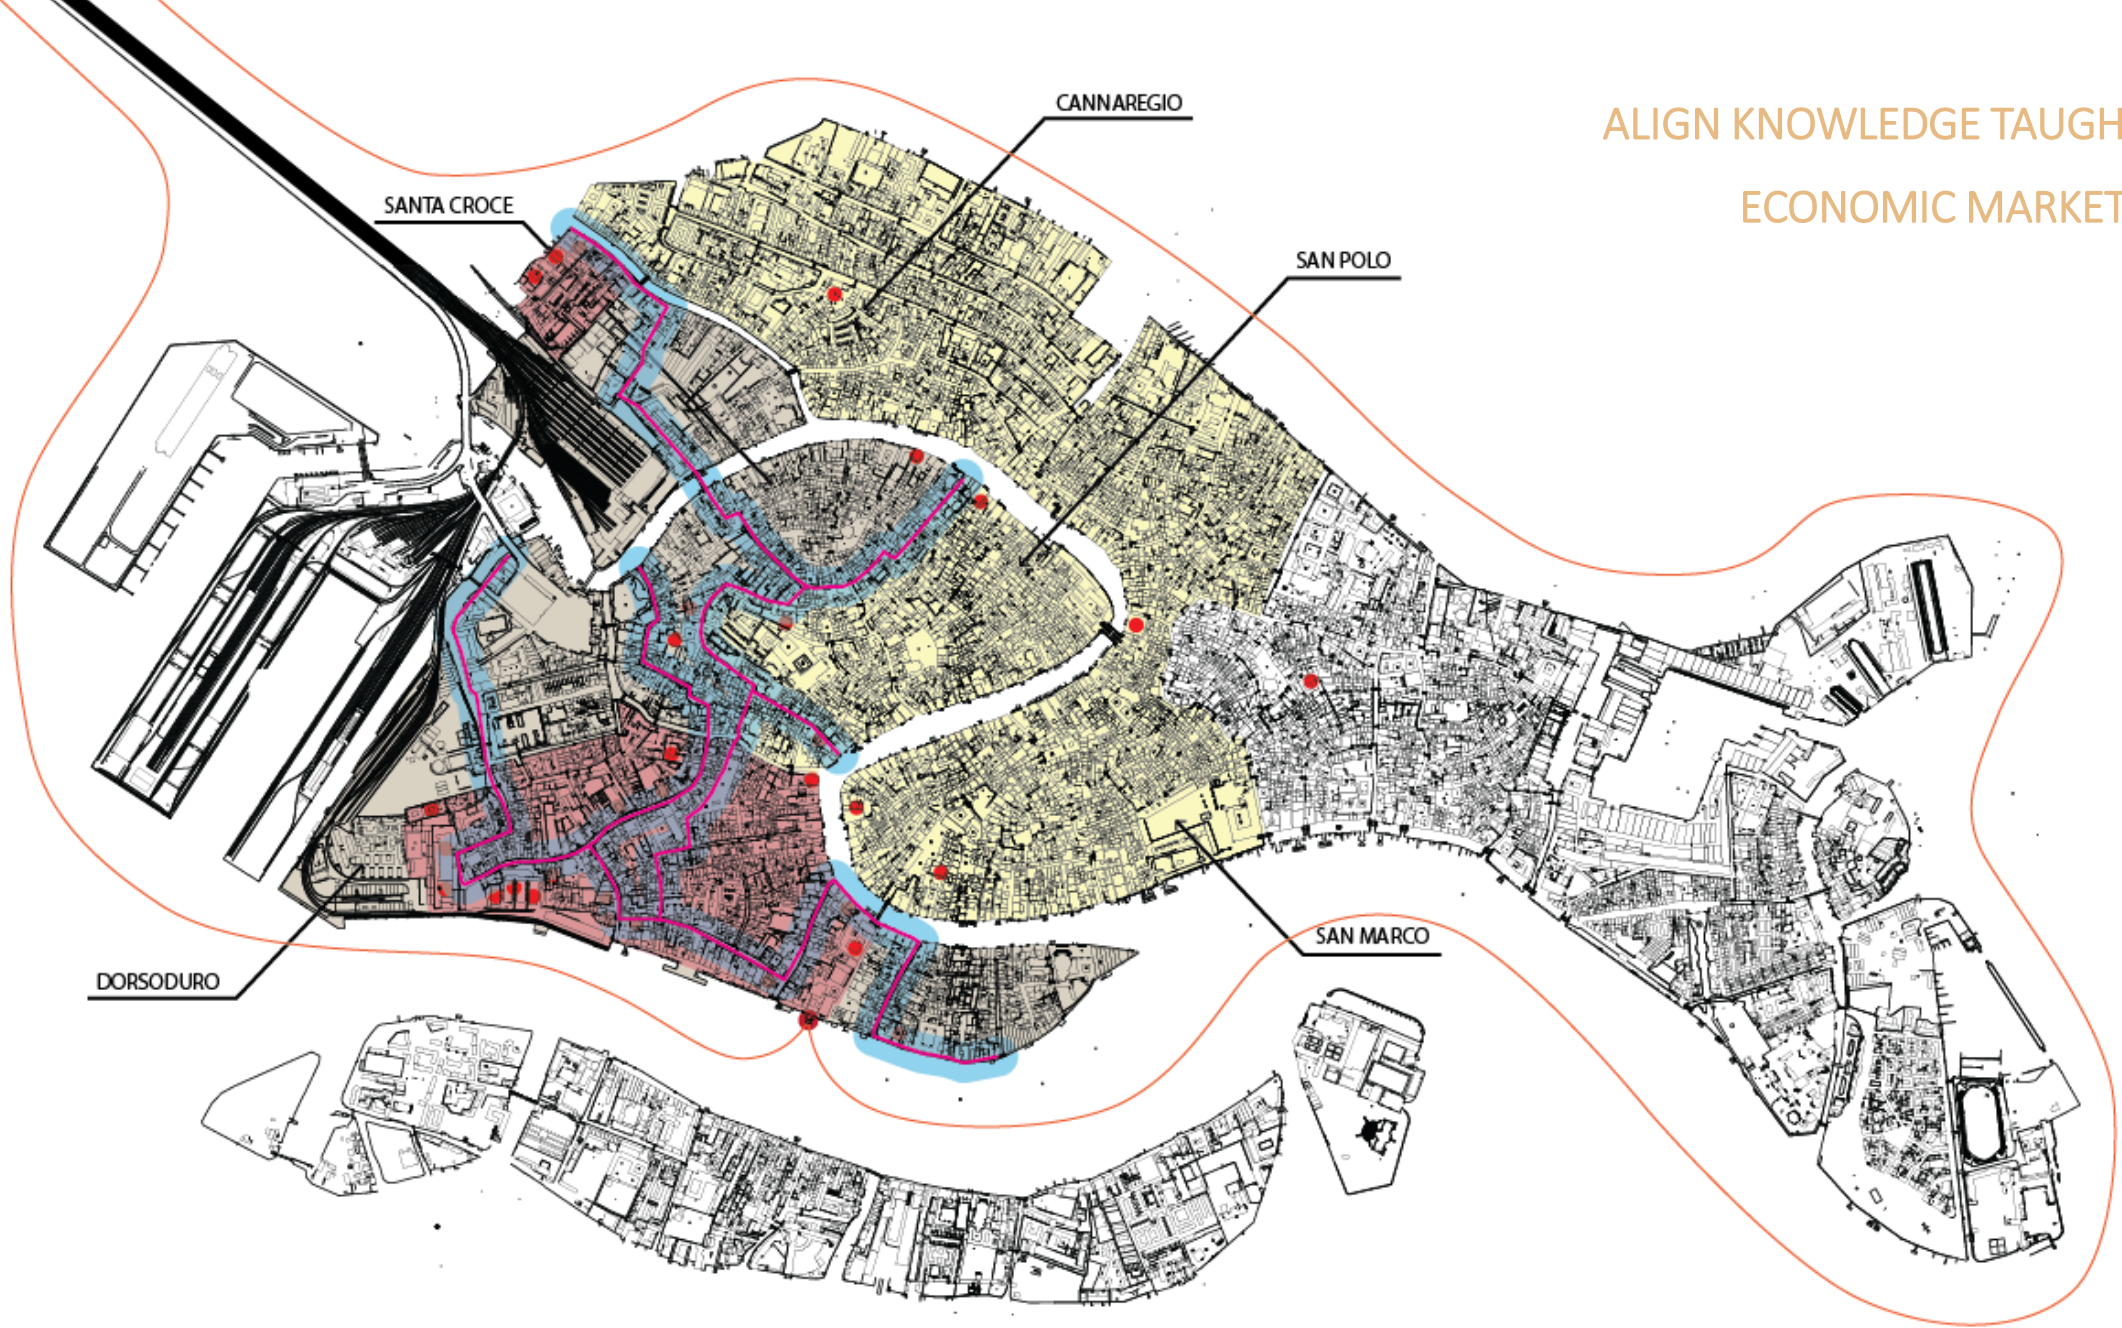 CANNAREGIO
ALIGN KNOWLEDGE TAUGH
SANTA CROCE
ECONOMIC MARKET
SAN POLO
SAN MARCO
DORSODURO